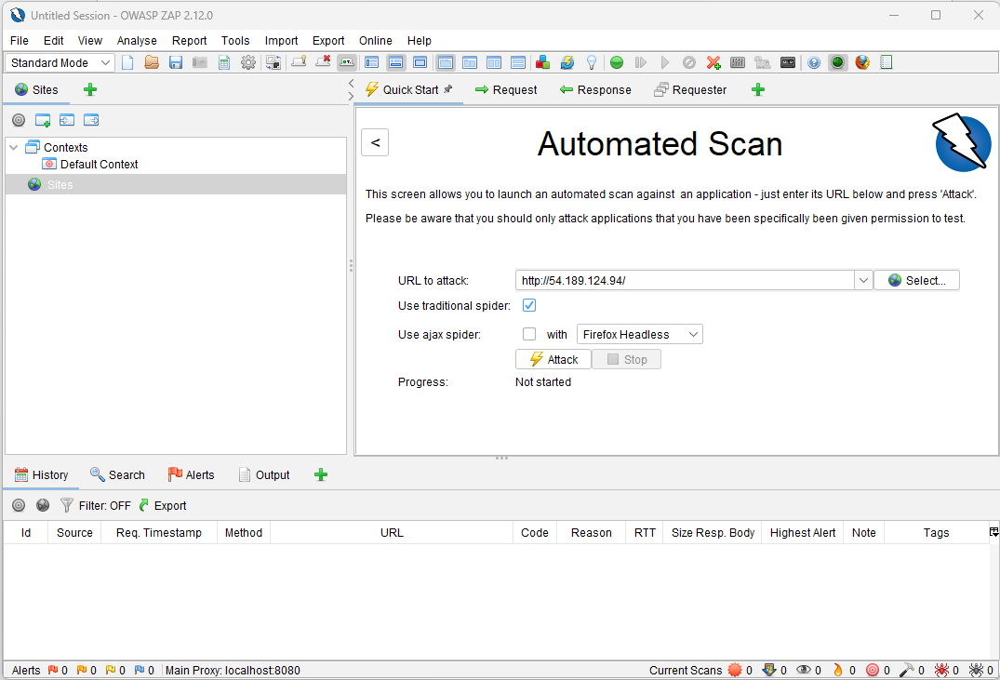 Untitled Session - OWASP ZAP 2.12.0
File Edit View Analyse Report Tools Import Export Online Help
Standard Mode
Sites
Quick Start Request Response Requester
<
Automated Scan
Contexts
Default Context
Sites
This screen allows you to launch an automated scan against an application - just enter its URL below and press 'Attack'.
Please be aware that you should only attack applications that you have been specifically been given permission to test.
URL to attack: http://54.189.124.94/ Select...
Use traditional spider:
Use ajax spider: with Firefox Headless
Attack Stop
Progress: Not started
History Search Alerts Output
Filter: OFF Export
Id Source Req. Timestamp Method URL Code Reason RTT Size Resp. Body Highest Alert Note Tags
Alerts 0 0 0 0 Main Proxy: localhost:8080 Current Scans 0 0 0 0 0 0 0 0